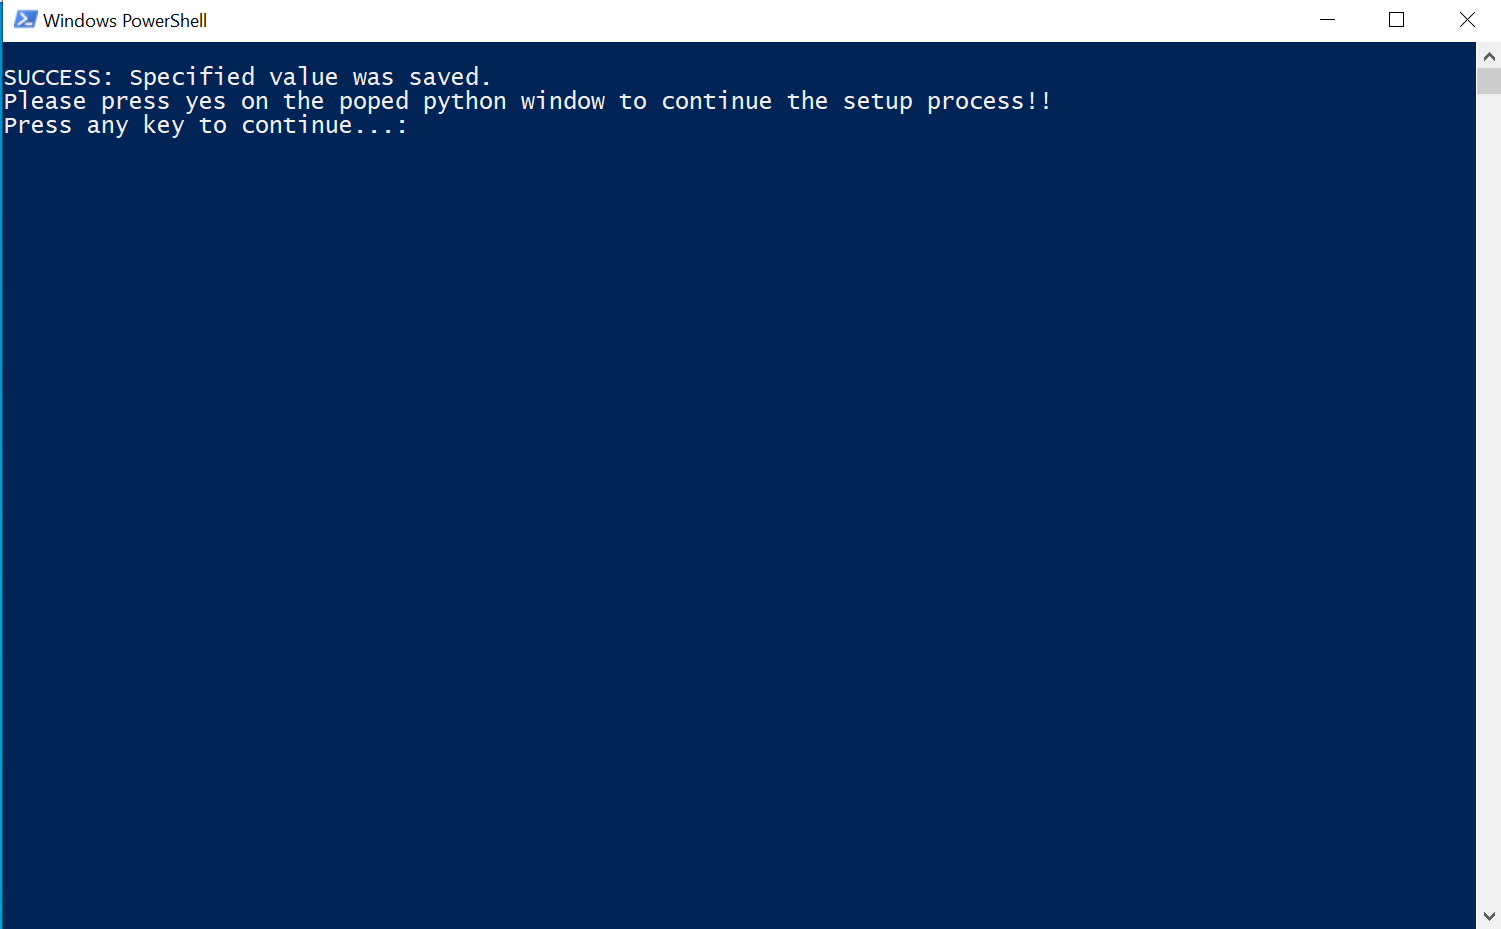 Windows PowerShell
SUCCESS: Specified value was saved.
Please press yes on the poped python window to continue the setup process!!
Press any key to continue...: